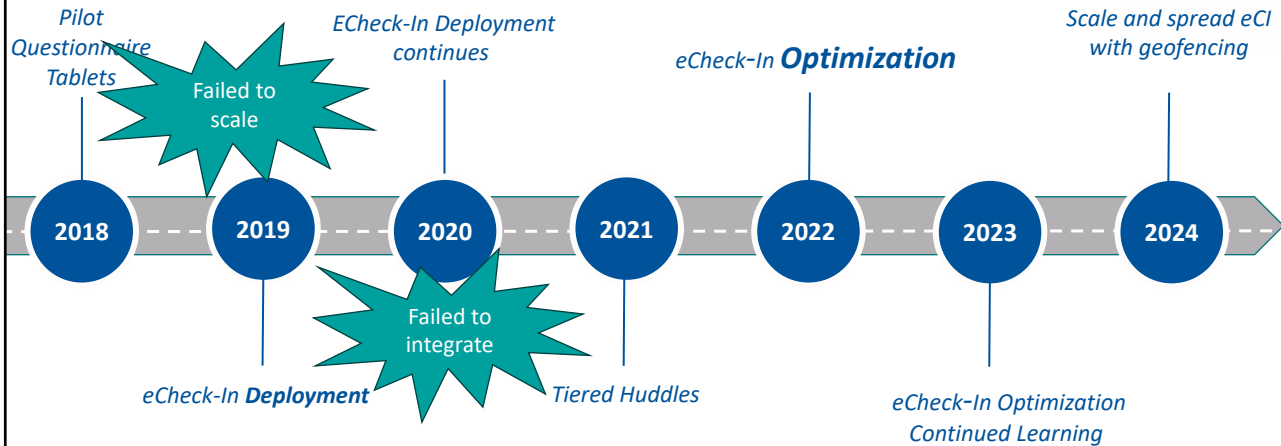 Pilot
Questionnaire
Tablets
Failed to
scale
ECheck-In Deployment
continues
eCheck-In Optimization
Scale and spread eCI
with geofencing
2018
2019
2020
2021
2022
2023
2024
eCheck-In Deployment
Failed to
integrate
Tiered Huddles
eCheck-In Optimization
Continued Learning